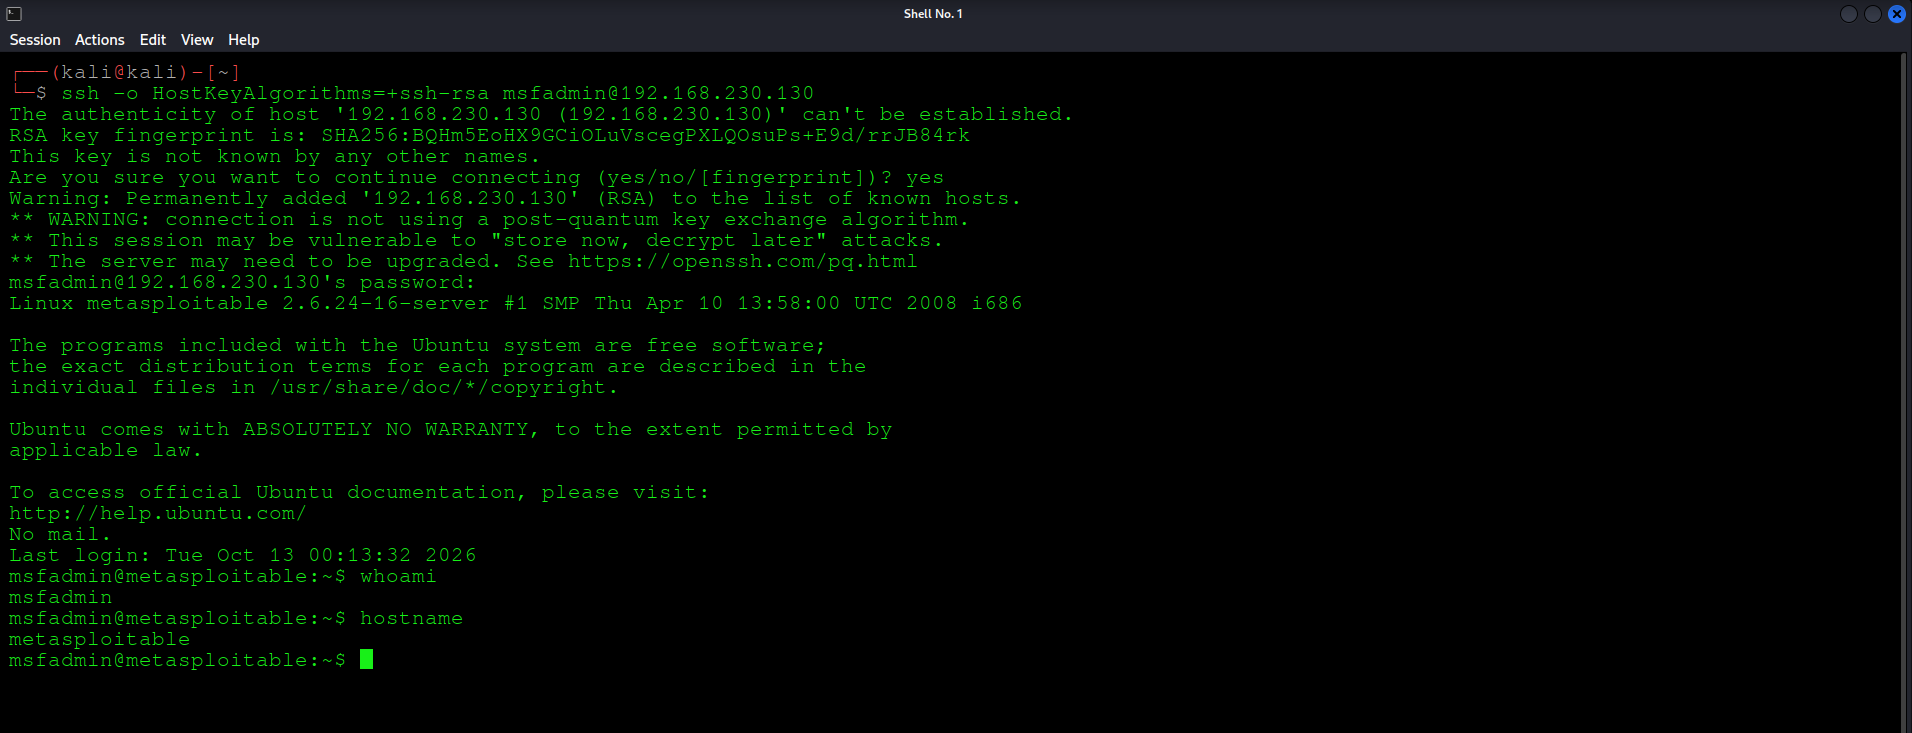 Shell No. 1
Session Actions Edit View Help
┌──(kali@kali)-[~]
└─$ ssh -o HostKeyAlgorithms=+ssh-rsa msfadmin@192.168.230.130
The authenticity of host '192.168.230.130 (192.168.230.130)' can't be established.
RSA key fingerprint is: SHA256:BQHm5EoHX9GCiOLuVscegPXLQOsuPs+E9d/rrJB84rk
This key is not known by any other names.
Are you sure you want to continue connecting (yes/no/[fingerprint])? yes
Warning: Permanently added '192.168.230.130' (RSA) to the list of known hosts.
** WARNING: connection is not using a post-quantum key exchange algorithm.
** This session may be vulnerable to "store now, decrypt later" attacks.
** The server may need to be upgraded. See https://openssh.com/pq.html
msfadmin@192.168.230.130's password:
Linux metasploitable 2.6.24-16-server #1 SMP Thu Apr 10 13:58:00 UTC 2008 i686

The programs included with the Ubuntu system are free software;
the exact distribution terms for each program are described in the
individual files in /usr/share/doc/*/copyright.

Ubuntu comes with ABSOLUTELY NO WARRANTY, to the extent permitted by
applicable law.

To access official Ubuntu documentation, please visit:
http://help.ubuntu.com/
No mail.
Last login: Tue Oct 13 00:13:32 2026
msfadmin@metasploitable:~$ whoami
msfadmin
msfadmin@metasploitable:~$ hostname
metasploitable
msfadmin@metasploitable:~$